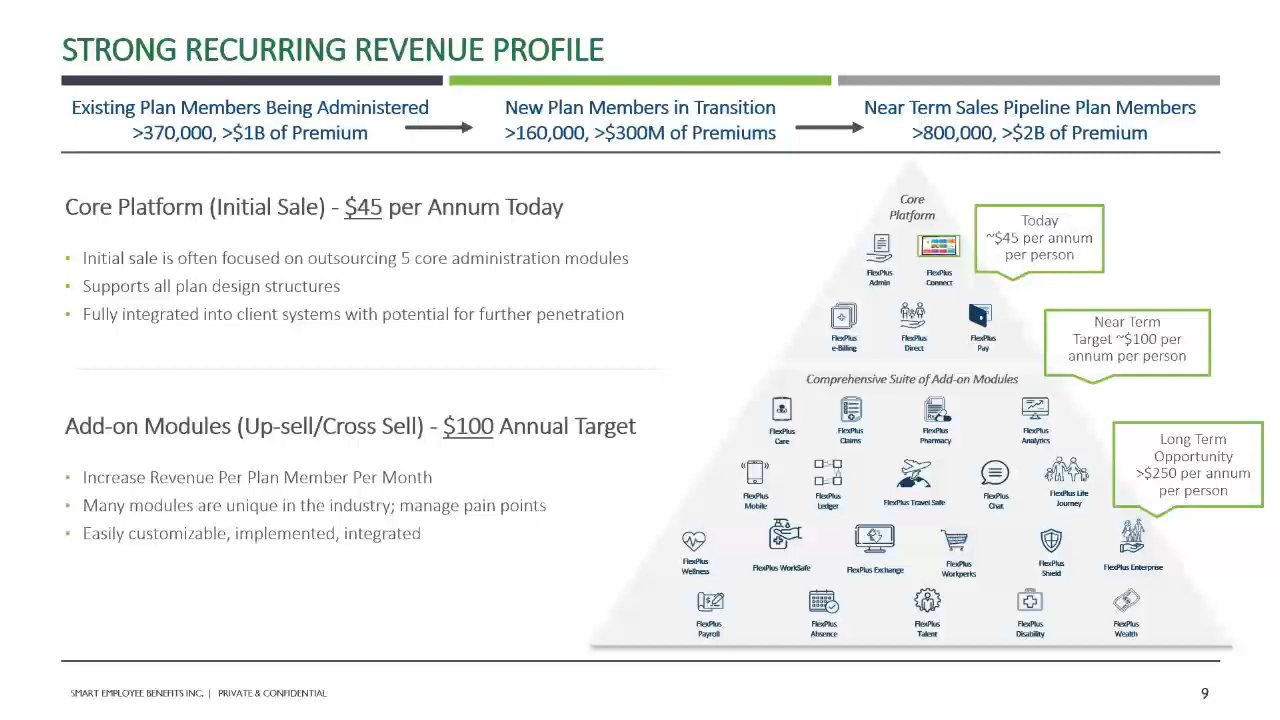 STRONG RECURRING REVENUE PROFILE
Existing Plan Members Being Administered
>370,000, >$1B of Premium
New Plan Members in Transition
>160,000, >$300M of Premiums
Near Term Sales Pipeline Plan Members
>800,000, >$2B of Premium
Core Platform (Initial Sale) - $45 per Annum Today
▪ Initial sale is often focused on outsourcing 5 core administration modules
▪ Supports all plan design structures
▪ Fully integrated into client systems with potential for further penetration
Add-on Modules (Up-sell/Cross Sell) - $100 Annual Target
▪ Increase Revenue Per Plan Member Per Month
▪ Many modules are unique in the industry; manage pain points
▪ Easily customizable, implemented, integrated
Core
Platform
FlexPlus
Admin
FlexPlus
Connect
Today
~$45 per annum
per person
FlexPlus
e-Billing
FlexPlus
Direct
FlexPlus
Pay
Near Term
Target ~$100 per
annum per person
Comprehensive Suite of Add-on Modules
FlexPlus
Care
FlexPlus
Claims
FlexPlus
Pharmacy
FlexPlus
Analytics
Long Term
Opportunity
>$250 per annum
per person
FlexPlus
Mobile
FlexPlus
Ledger
FlexPlus Travel Safe
FlexPlus
Chat
FlexPlus Life
Journey
FlexPlus
Wellness
FlexPlus WorkSafe
FlexPlus Exchange
FlexPlus
Workperks
FlexPlus
Shield
FlexPlus Enterprise
FlexPlus
Payroll
FlexPlus
Absence
FlexPlus
Talent
FlexPlus
Disability
FlexPlus
Wealth
SMART EMPLOYEE BENEFITS INC. | PRIVATE & CONFIDENTIAL
9